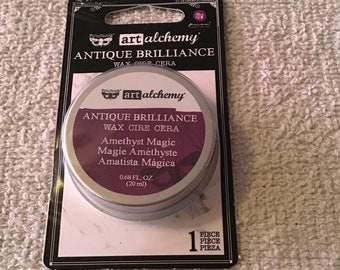 art alchemy
ANTIQUE BRILLIANCE
WAX CIRE CERA
art alchemy
ANTIQUE BRILLIANCE
WAX CIRE CERA
Amethyst Magic
Magie Améthyste
Amatista Mágica
0.68 FL. OZ
(20 ml)
1 PIECE
PIÈCE
PIEZA